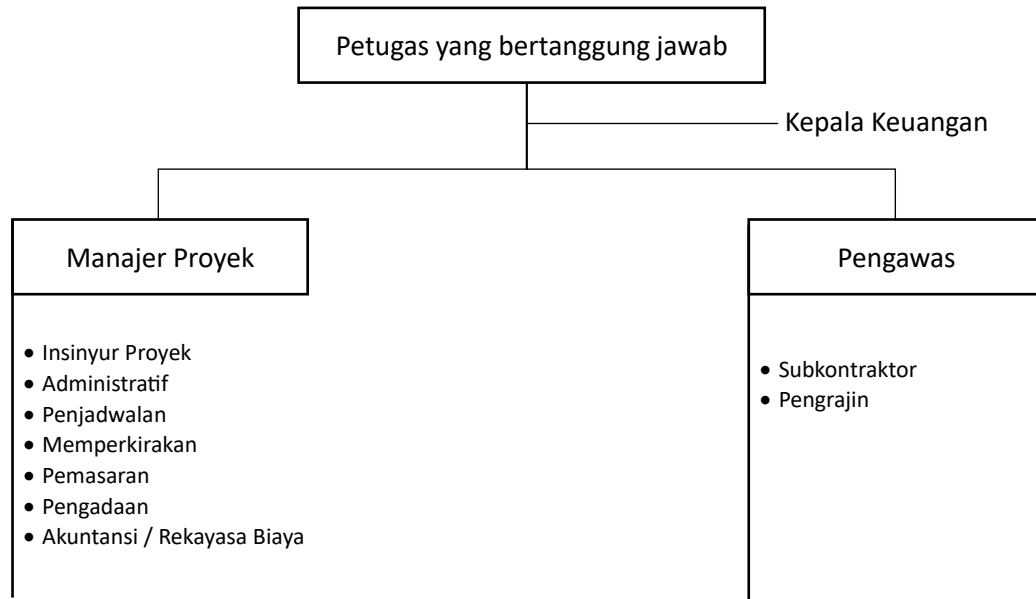 Petugas yang bertanggung jawab
Kepala Keuangan
Manajer Proyek
Pengawas
• Insinyur Proyek
• Administratif
• Penjadwalan
• Memperkirakan
• Pemasaran
• Pengadaan
• Akuntansi / Rekayasa Biaya
• Subkontraktor
• Pengrajin